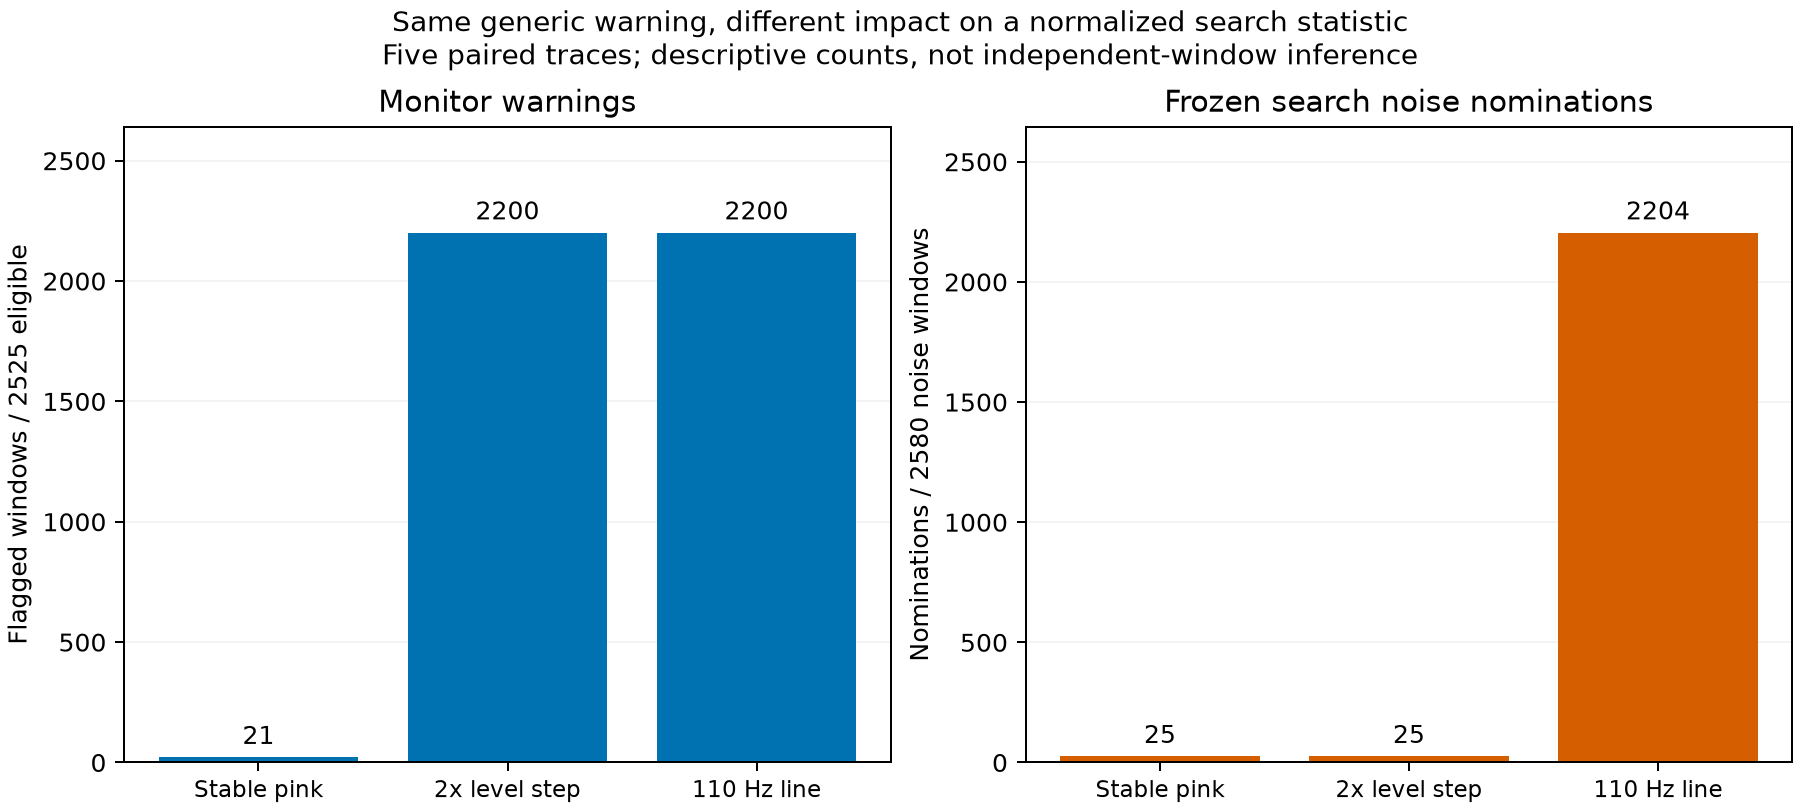 Same generic warning, different impact on a normalized search statistic
Five paired traces; descriptive counts, not independent-window inference
Monitor warnings
Flagged windows / 2525 eligible
2500
2000
1500
1000
500
0
21
2200
2200
Stable pink
2x level step
110 Hz line
Frozen search noise nominations
Nominations / 2580 noise windows
2500
2000
1500
1000
500
0
25
25
2204
Stable pink
2x level step
110 Hz line